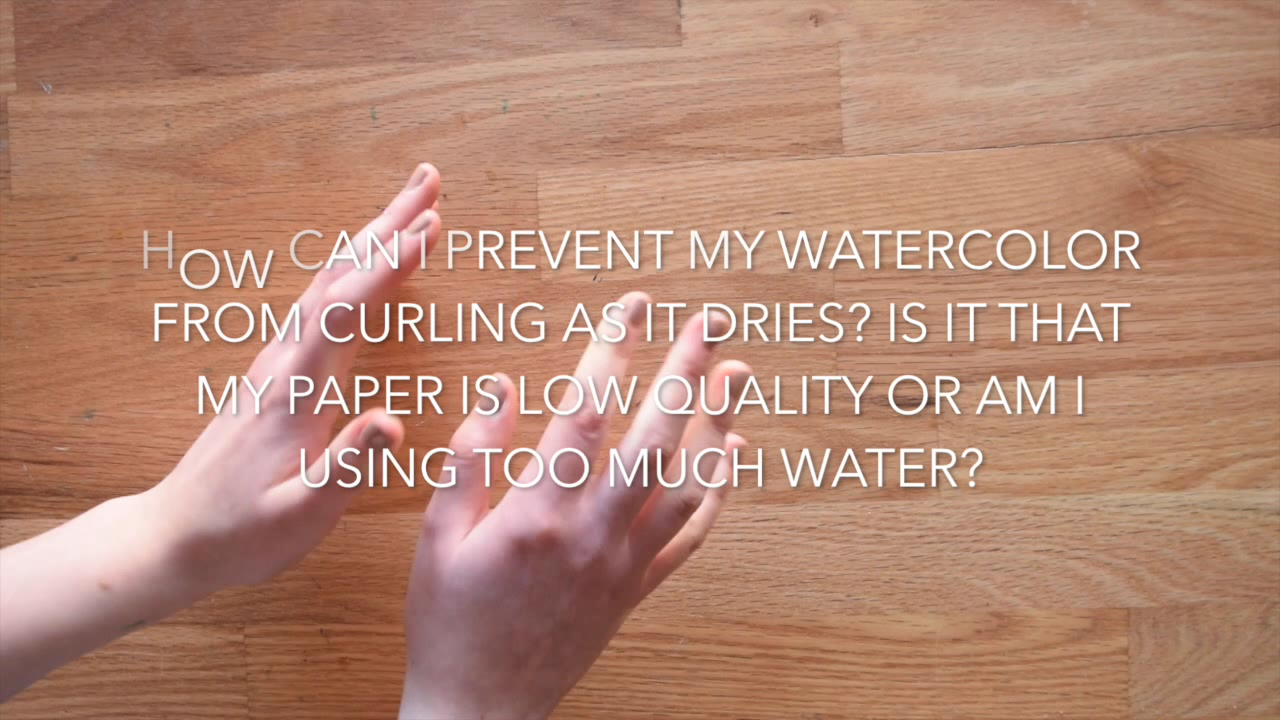 HOW CAN I PREVENT MY WATERCOLOR
FROM CURLING AS IT DRIES? IS IT THAT
MY PAPER IS LOW QUALITY OR AM I
USING TOO MUCH WATER?